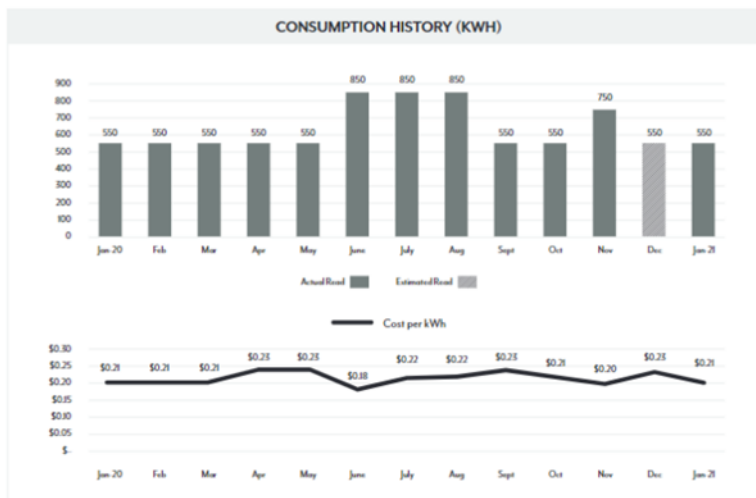 CONSUMPTION HISTORY (KWH)
900
800
700
600
500
400
300
200
100
0
550 550 550 550 550 850 850 850 550 550 750 550 550
Jan-20 Feb Mar Apr May June July Aug Sept Oct Nov Dec Jan-21
Actual Read Estimated Read
Cost per kWh
$0.30
$0.25
$0.20
$0.15
$0.10
$0.05
$-
$0.21 $0.21 $0.21 $0.23 $0.23 $0.18 $0.22 $0.22 $0.23 $0.21 $0.20 $0.23 $0.21
Jan-20 Feb Mar Apr May June July Aug Sept Oct Nov Dec Jan-21